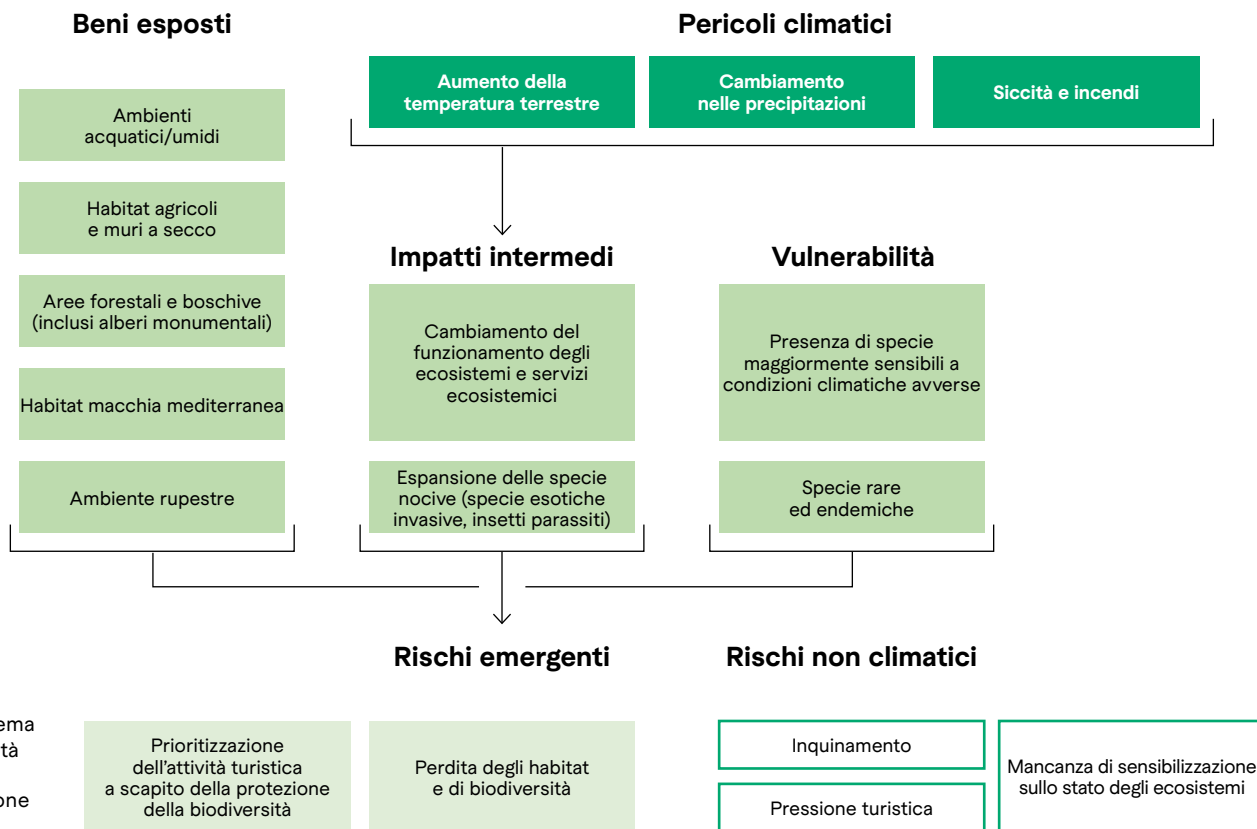 Beni esposti
Pericoli climatici
Aumento della
temperatura terrestre
Cambiamento
nelle precipitazioni
Siccità e incendi
Ambienti
acquatici/umidi
Habitat agricoli
e muri a secco
Aree forestali e boschive
(inclusi alberi monumentali)
Habitat macchia mediterranea
Ambiente rupestre
Impatti intermedi
Cambiamento del
funzionamento degli
ecosistemi e servizi
ecosistemici
Espansione delle specie
nocive (specie esotiche
invasive, insetti parassiti)
Vulnerabilità
Presenza di specie
maggiormente sensibili a
condizioni climatiche avverse
Specie rare
ed endemiche
Rischi emergenti
Prioritizzazione
dell'attività turistica
a scapito della protezione
della biodiversità
Perdita degli habitat
e di biodiversità
Rischi non climatici
Inquinamento
Pressione turistica
Mancanza di sensibilizzazione
sullo stato degli ecosistemi